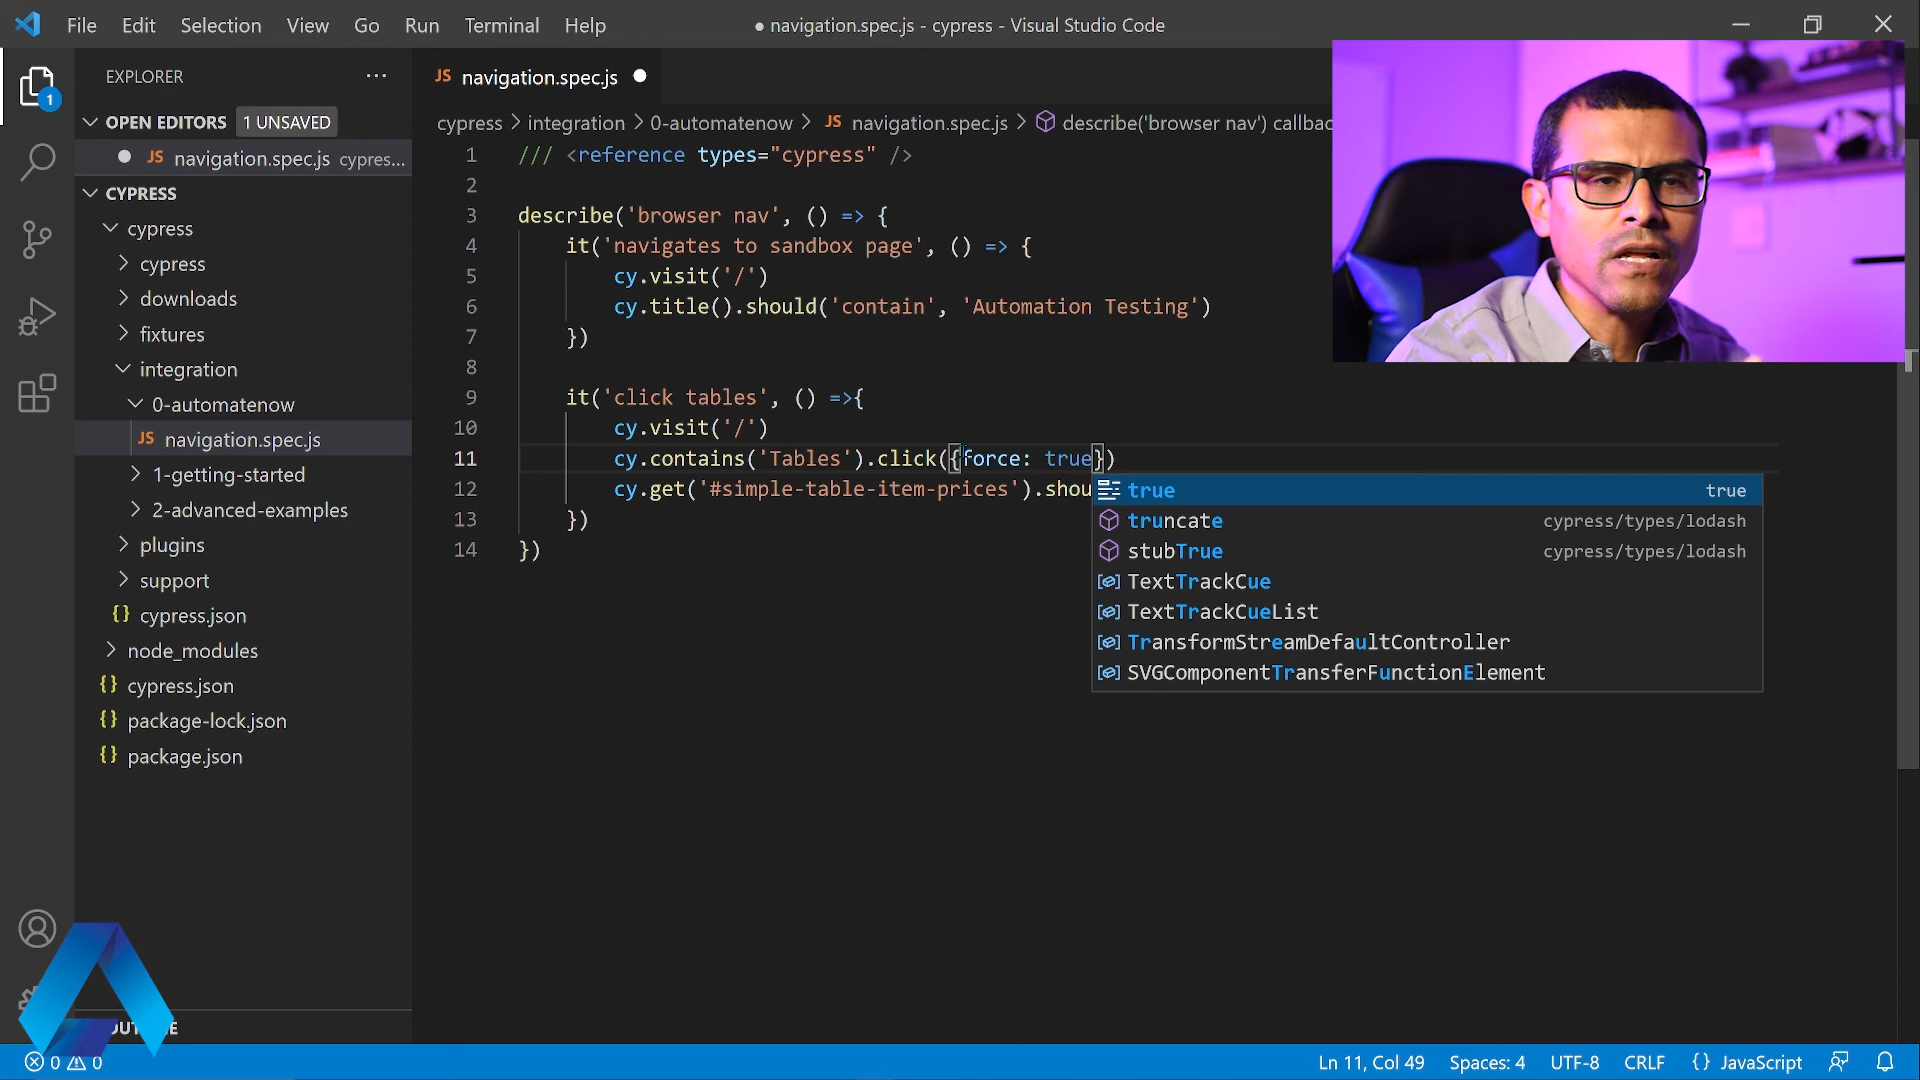 File Edit Selection View Go Run Terminal Help
● navigation.spec.js - cypress - Visual Studio Code
EXPLORER
OPEN EDITORS 1 UNSAVED
JS navigation.spec.js cypres...
CYPRESS
cypress
cypress
downloads
fixtures
integration
0-automatenow
JS navigation.spec.js
1-getting-started
2-advanced-examples
plugins
support
{} cypress.json
node_modules
{} cypress.json
{} package-lock.json
{} package.json
1
JS navigation.spec.js
cypress > integration > 0-automatenow > JS navigation.spec.js > describe('browser nav') callbac
1 /// <reference types="cypress" />
2
3 describe('browser nav', () => {
4 it('navigates to sandbox page', () => {
5 cy.visit('/')
6 cy.title().should('contain', 'Automation Testing')
7 })
8
9 it('click tables', () =>{
10 cy.visit('/')
11 cy.contains('Tables').click({force: true})
12 cy.get('#simple-table-item-prices').shou
13 })
14 })
true true
truncate cypress/types/lodash
stubTrue cypress/types/lodash
TextTrackCue
TextTrackCueList
TransformStreamDefaultController
SVGComponentTransferFunctionElement
0 0
Ln 11, Col 49 Spaces: 4 UTF-8 CRLF {} JavaScript